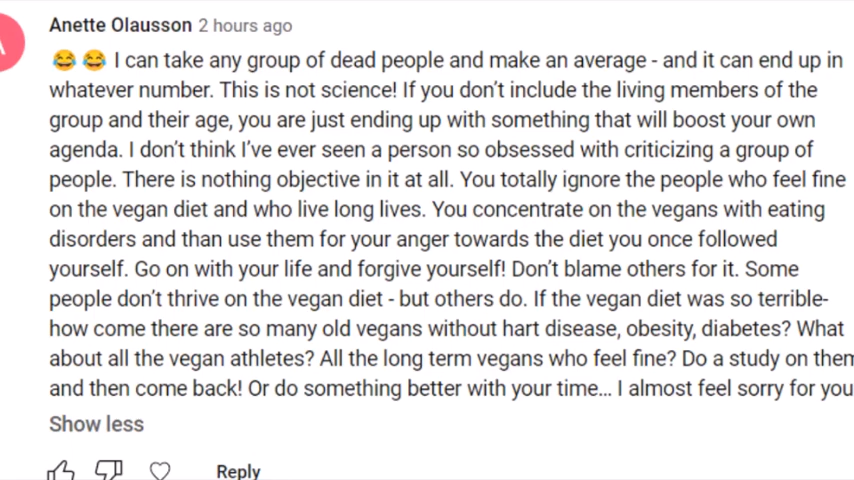 Anette Olausson 2 hours ago
😂 😂 I can take any group of dead people and make an average - and it can end up in
whatever number. This is not science! If you don't include the living members of the
group and their age, you are just ending up with something that will boost your own
agenda. I don't think I've ever seen a person so obsessed with criticizing a group of
people. There is nothing objective in it at all. You totally ignore the people who feel fine
on the vegan diet and who live long lives. You concentrate on the vegans with eating
disorders and than use them for your anger towards the diet you once followed
yourself. Go on with your life and forgive yourself! Don't blame others for it. Some
people don't thrive on the vegan diet - but others do. If the vegan diet was so terrible-
how come there are so many old vegans without hart disease, obesity, diabetes? What
about all the vegan athletes? All the long term vegans who feel fine? Do a study on them
and then come back! Or do something better with your time... I almost feel sorry for you
Show less
Reply